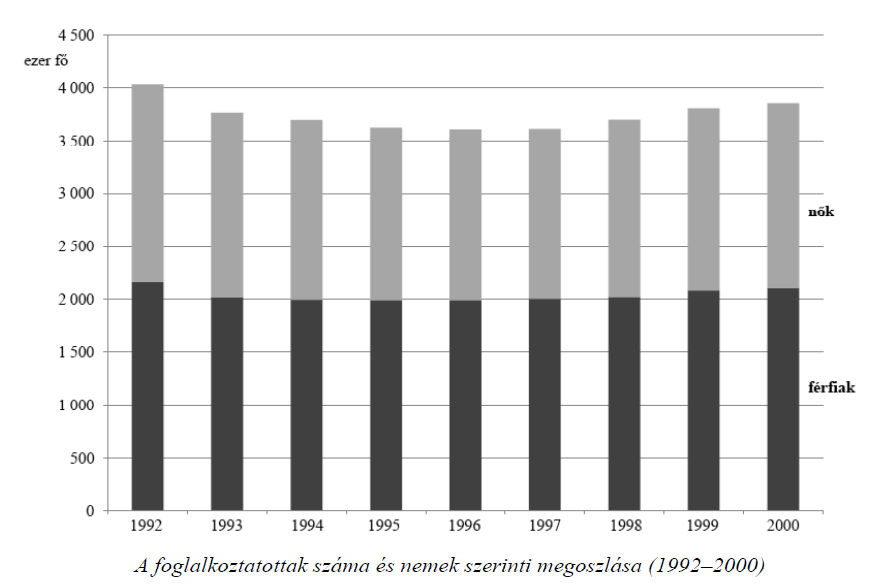 4 500
ezer fő
4 000
3 500
3 000
2 500
nők
2 000
1 500
férfiak
1 000
500
0
1992 1993 1994 1995 1996 1997 1998 1999 2000
A foglalkoztatottak száma és nemek szerinti megoszlása (1992–2000)